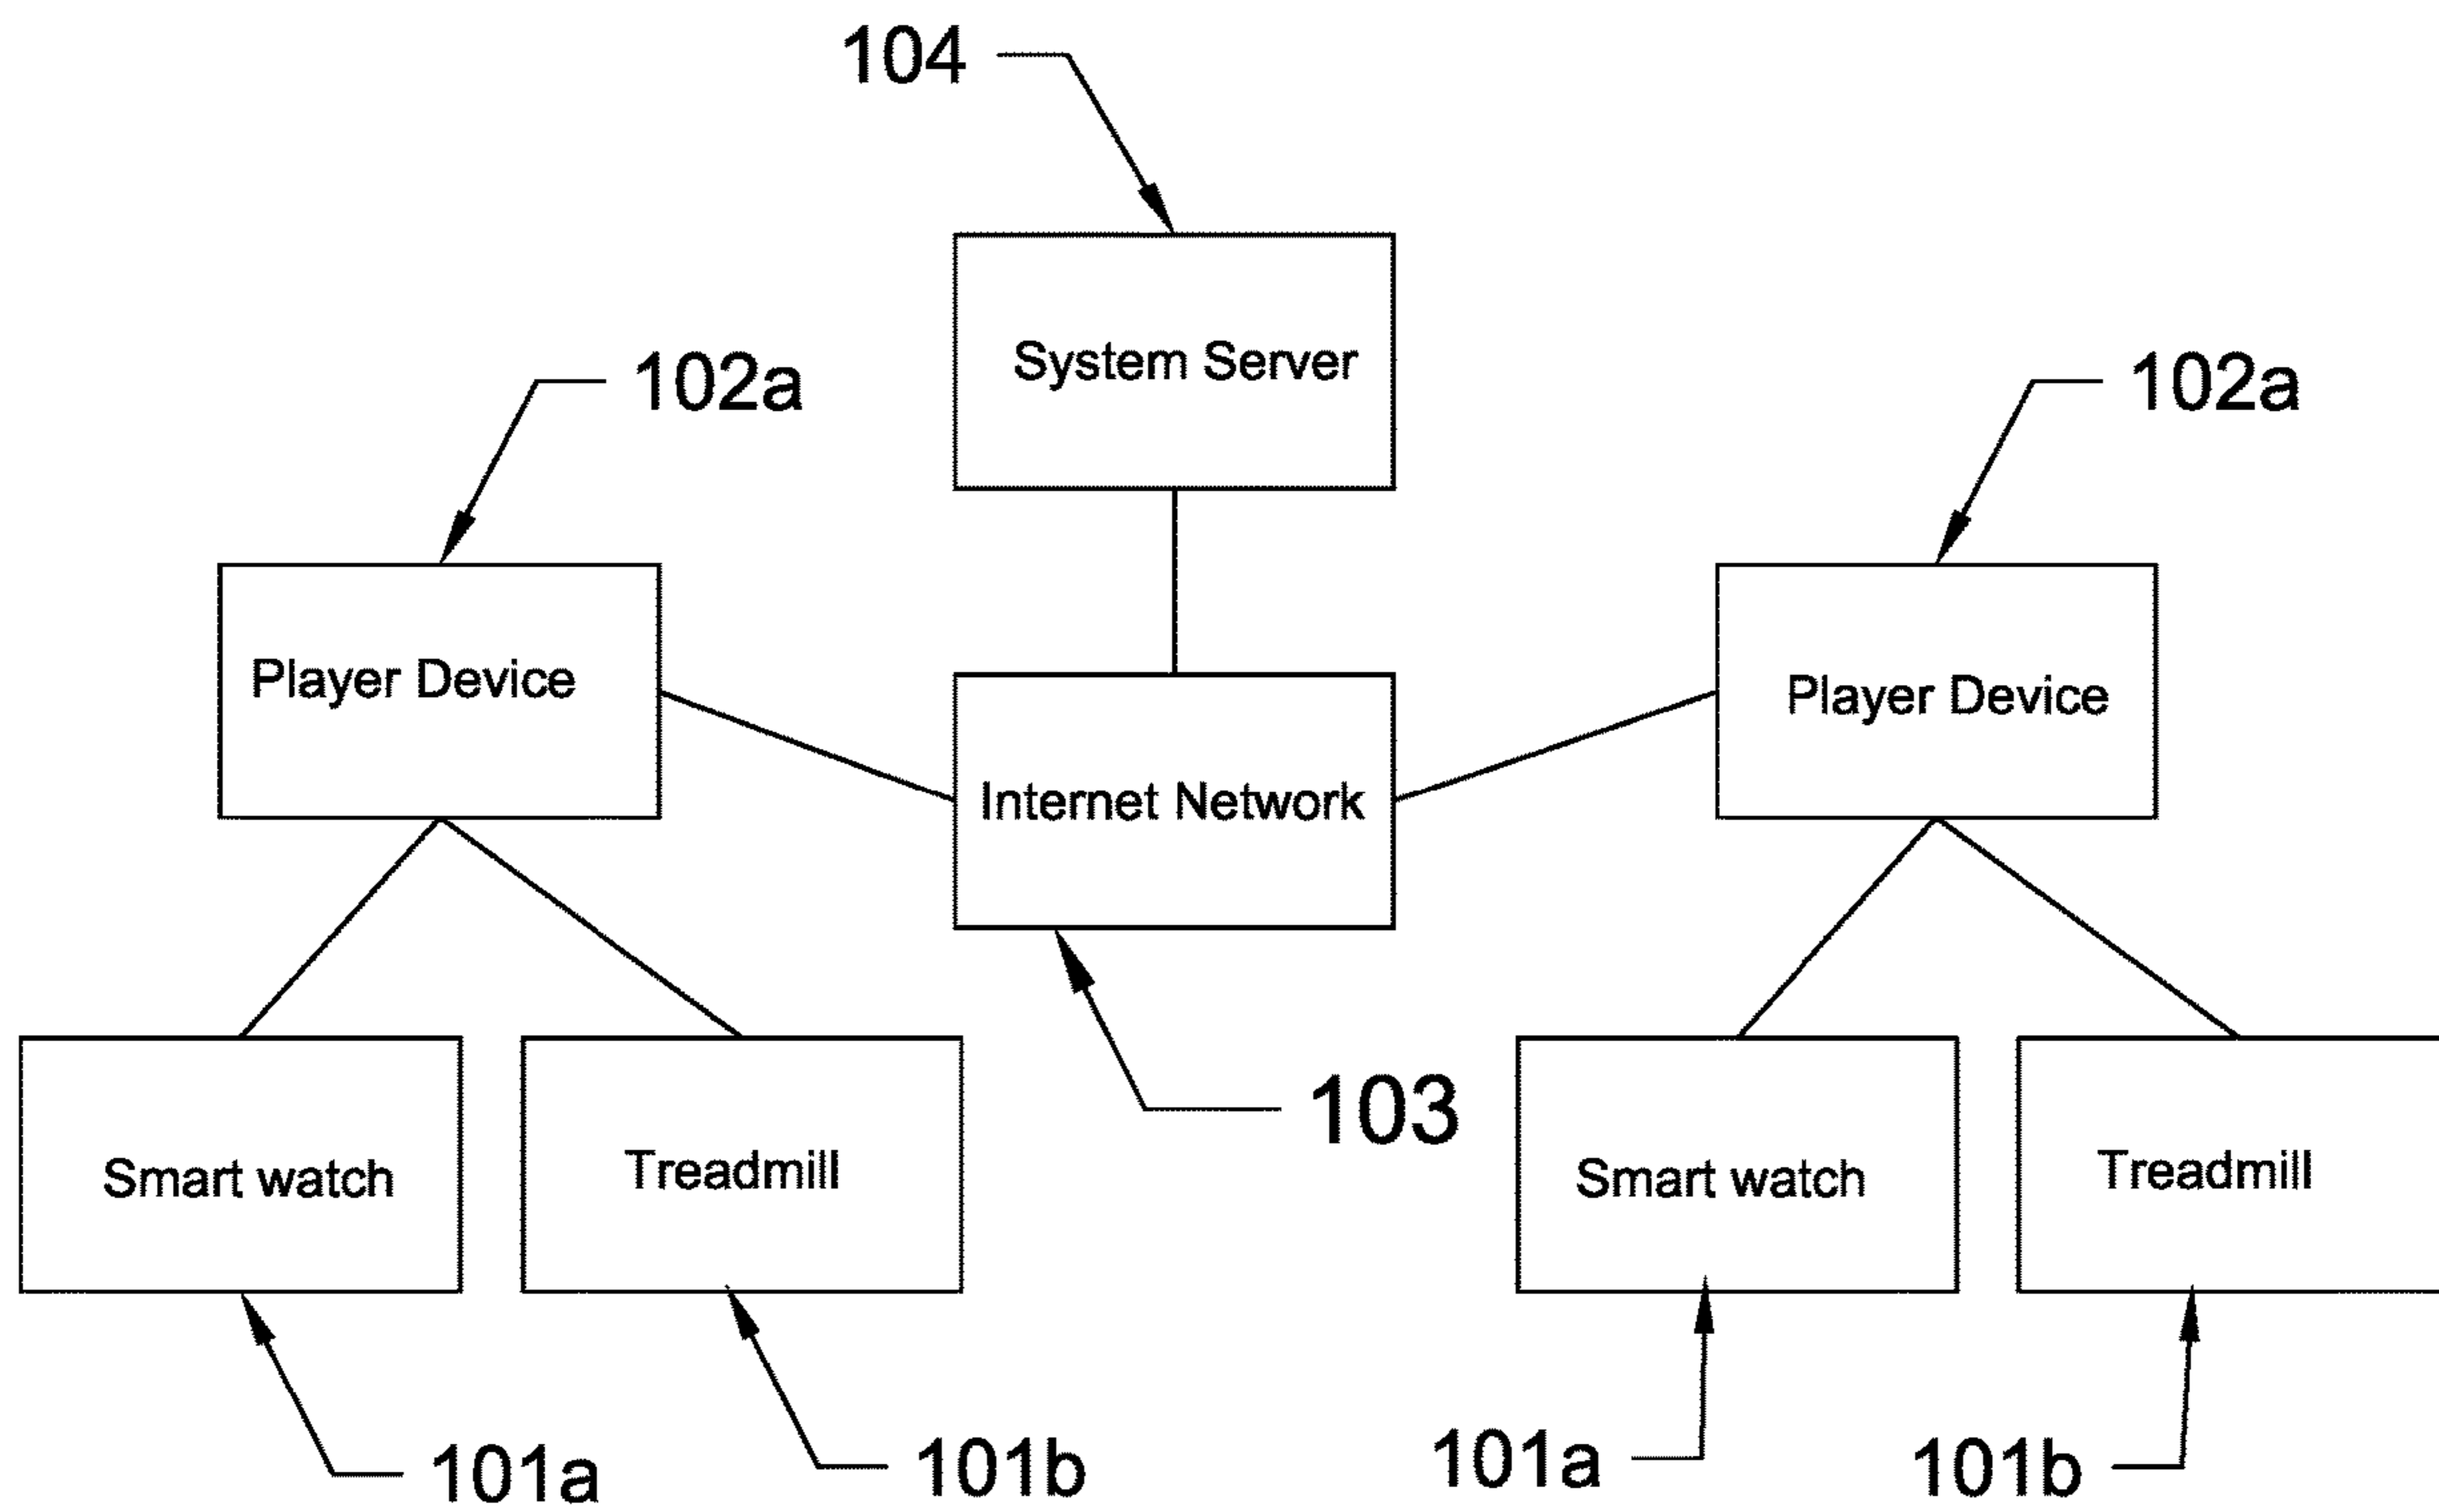 104
System Server
102a
102a
Player Device
Player Device
Internet Network
103
Smart watch
Treadmill
Smart watch
Treadmill
101a
101b
101a
101b